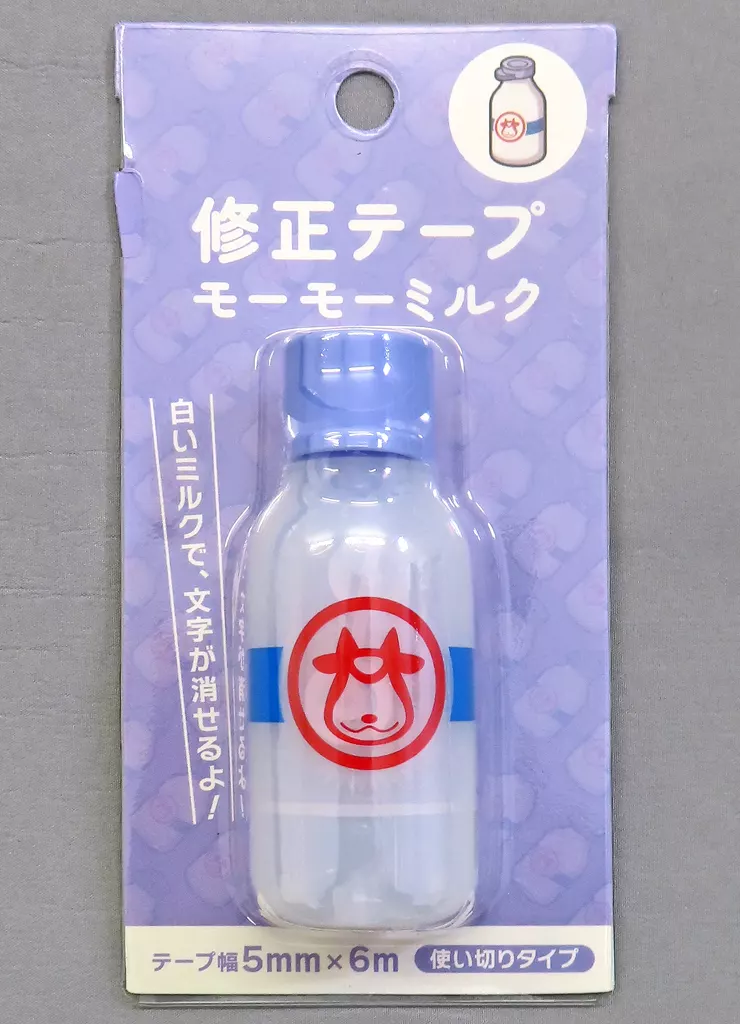 修正テープ
モーモーミルク
白いミルクで、文字が消せるよ！
テープ幅5mm×6m
使い切りタイプ